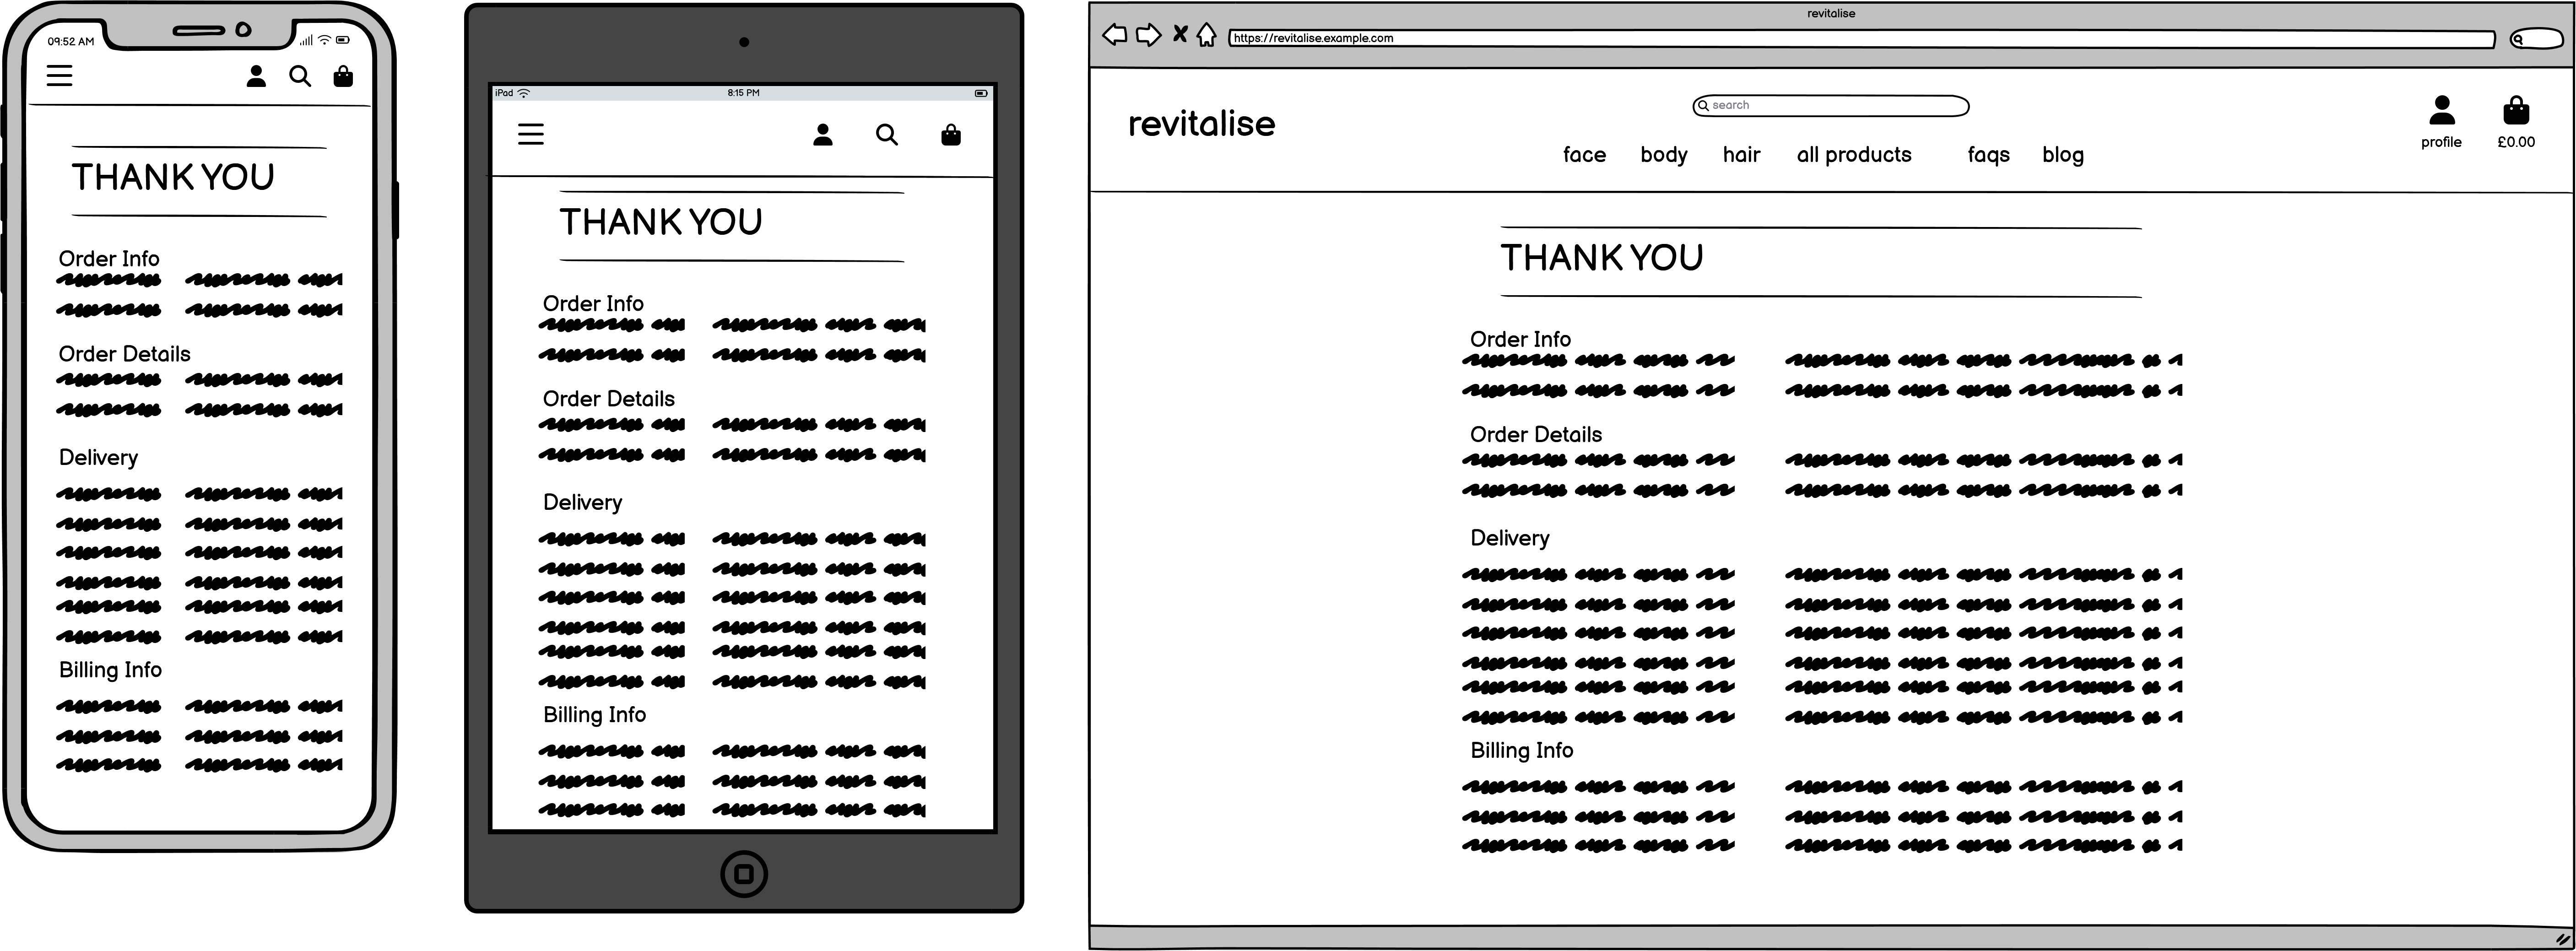 09:52 AM
THANK YOU
Order Info
Order Details
Delivery
Billing Info
iPad
8:15 PM
THANK YOU
Order Info
Order Details
Delivery
Billing Info
revitalise
https://revitalise.example.com
revitalise
search
face body hair all products faqs blog
profile £0.00
THANK YOU
Order Info
Order Details
Delivery
Billing Info